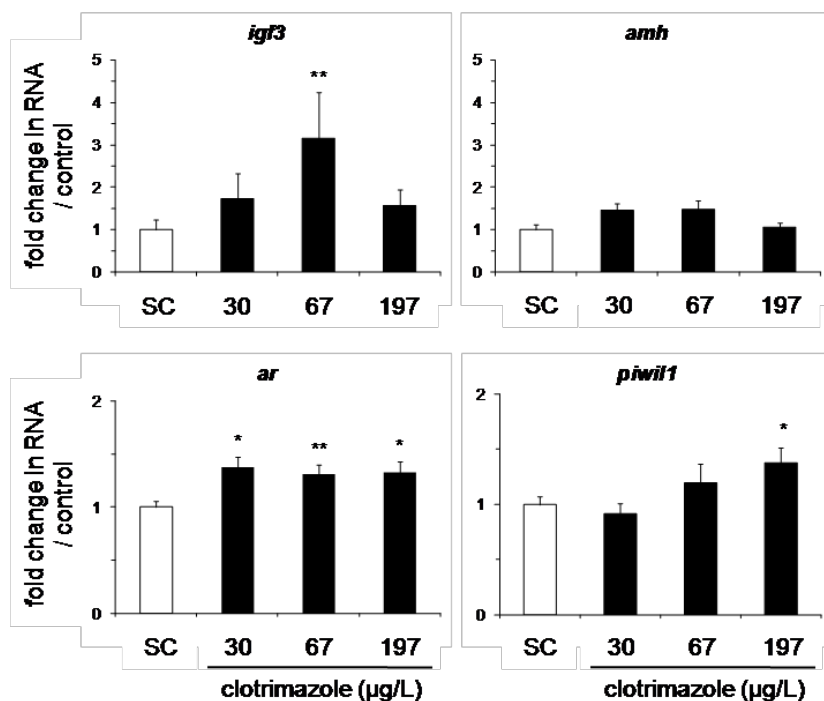 igf3
fold change in RNA
/ control
5
4
3
2
1
0
**
SC 30 67 197
amh
5
4
3
2
1
0
SC 30 67 197
ar
fold change in RNA
/ control
2
1
0
* ** *
SC 30 67 197
clotrimazole (µg/L)
piwil1
2
1
0
*
SC 30 67 197
clotrimazole (µg/L)